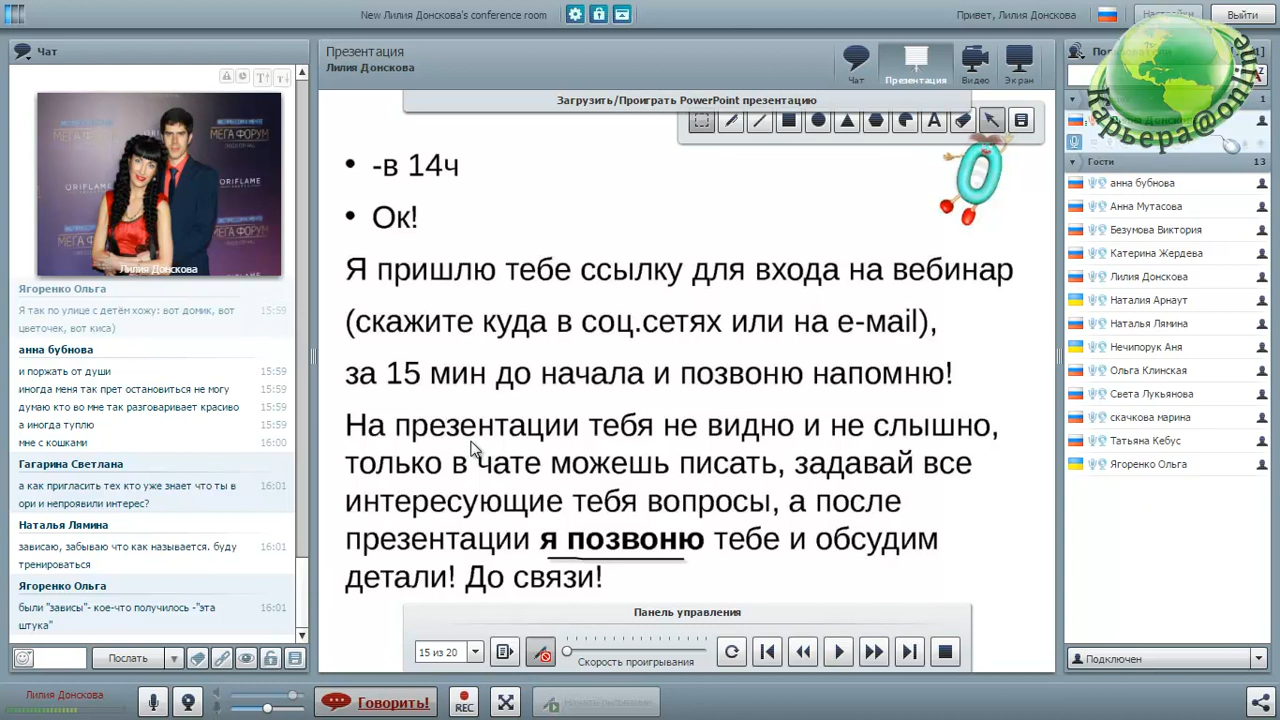 New Лилия Донскова's conference room
Привет, Лилия Донскова
Настройки
Выйти
Чат
ЭКСПРЕССКАРЬЕРЫ
МЕГА ФОРУМ
ORIFLAME
Лилия Донскова
Ягоренко Ольга
Я так по улице с детём хожу: вот домик, вот 15:59
цветочек, вот киса)
анна бубнова
и поржать от души 15:59
иногда меня так прет остановиться не могу 15:59
думаю кто во мне так разговаривает красиво 15:59
а иногда туплю 15:59
мне с кошками 16:00
Гагарина Светлана
а как пригласить тех кто уже знает что ты в 16:01
ори и непроявили интерес?
Наталья Лямина
зависаю, забываю что как называется. буду 16:01
тренироваться
Ягоренко Ольга
были "зависы"- кое-что получилось -"эта 16:01
штука"
Послать
Презентация
Лилия Донскова
Чат
Презентация
Видео
Экран
Загрузить/Проиграть PowerPoint презентацию
• -в 14ч
• Ок!
Я пришлю тебе ссылку для входа на вебинар
(скажите куда в соц.сетях или на e-маil),
за 15 мин до начала и позвоню напомню!
На презентации тебя не видно и не слышно,
только в чате можешь писать, задавай все
интересующие тебя вопросы, а после
презентации я позвоню тебе и обсудим
детали! До связи!
Панель управления
15 из 20
Скорость проигрывания
Карьера@online
1
Гости 13
анна бубнова
Анна Мутасова
Безумова Виктория
Катерина Жердева
Лилия Донскова
Наталия Арнаут
Наталья Лямина
Нечипорук Аня
Ольга Клинская
Света Лукьянова
скачкова марина
Татьяна Кебус
Ягоренко Ольга
Подключен
Лилия Донскова
Говорить!
REC